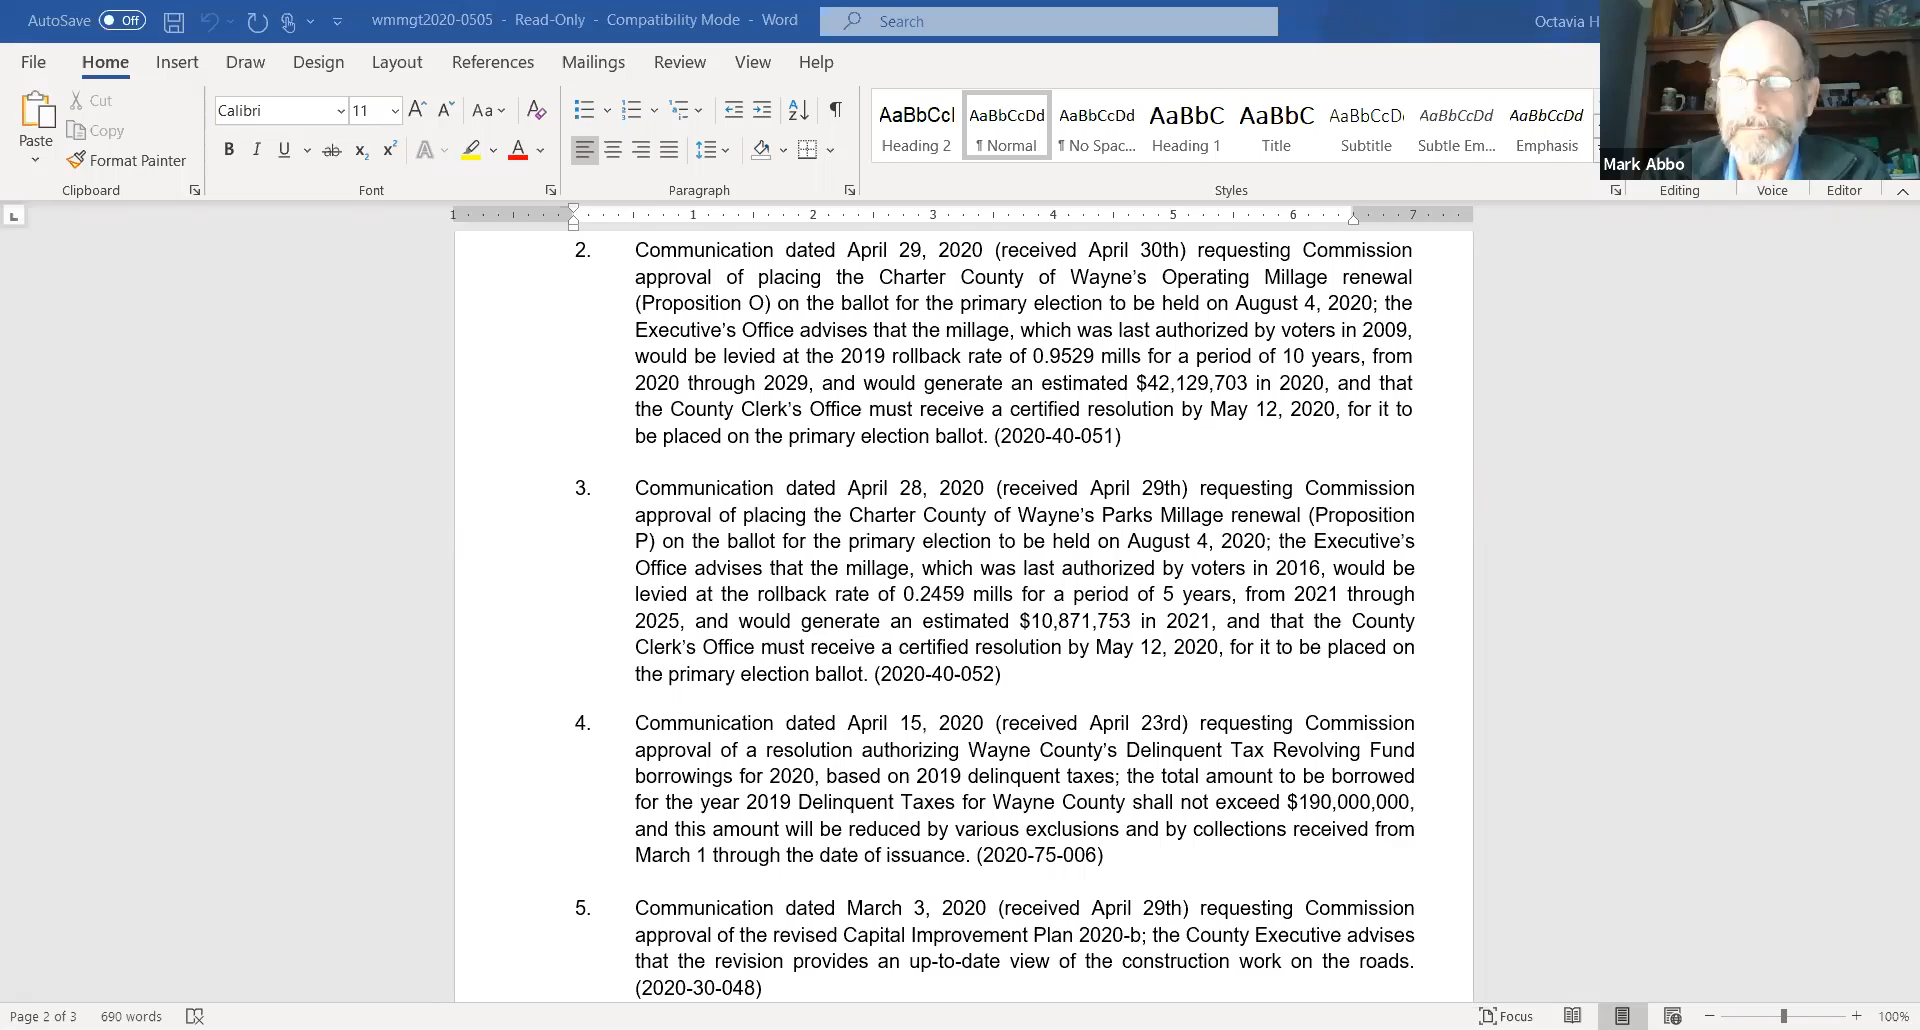 AutoSave Off wmmgt2020-0505 - Read-Only - Compatibility Mode - Word Search Octavia H
File Home Insert Draw Design Layout References Mailings Review View Help
Paste Cut Copy Format Painter
Clipboard
Calibri 11 Aa
B I U ab x₂ x² A A
Font
Paragraph
AaBbCcI AaBbCcDd AaBbCcDd AaBbC AaBbC AaBbCcD AaBbCcDd AaBbCcDd
Heading 2 ¶ Normal ¶ No Spac... Heading 1 Title Subtitle Subtle Em... Emphasis
Styles
Mark Abbo
Editing Voice Editor
1 1 2 3 4 5 6 7
2. Communication dated April 29, 2020 (received April 30th) requesting Commission
approval of placing the Charter County of Wayne’s Operating Millage renewal
(Proposition O) on the ballot for the primary election to be held on August 4, 2020; the
Executive’s Office advises that the millage, which was last authorized by voters in 2009,
would be levied at the 2019 rollback rate of 0.9529 mills for a period of 10 years, from
2020 through 2029, and would generate an estimated $42,129,703 in 2020, and that
the County Clerk’s Office must receive a certified resolution by May 12, 2020, for it to
be placed on the primary election ballot. (2020-40-051)
3. Communication dated April 28, 2020 (received April 29th) requesting Commission
approval of placing the Charter County of Wayne’s Parks Millage renewal (Proposition
P) on the ballot for the primary election to be held on August 4, 2020; the Executive’s
Office advises that the millage, which was last authorized by voters in 2016, would be
levied at the rollback rate of 0.2459 mills for a period of 5 years, from 2021 through
2025, and would generate an estimated $10,871,753 in 2021, and that the County
Clerk’s Office must receive a certified resolution by May 12, 2020, for it to be placed on
the primary election ballot. (2020-40-052)
4. Communication dated April 15, 2020 (received April 23rd) requesting Commission
approval of a resolution authorizing Wayne County’s Delinquent Tax Revolving Fund
borrowings for 2020, based on 2019 delinquent taxes; the total amount to be borrowed
for the year 2019 Delinquent Taxes for Wayne County shall not exceed $190,000,000,
and this amount will be reduced by various exclusions and by collections received from
March 1 through the date of issuance. (2020-75-006)
5. Communication dated March 3, 2020 (received April 29th) requesting Commission
approval of the revised Capital Improvement Plan 2020-b; the County Executive advises
that the revision provides an up-to-date view of the construction work on the roads.
(2020-30-048)
Page 2 of 3 690 words Focus 100%